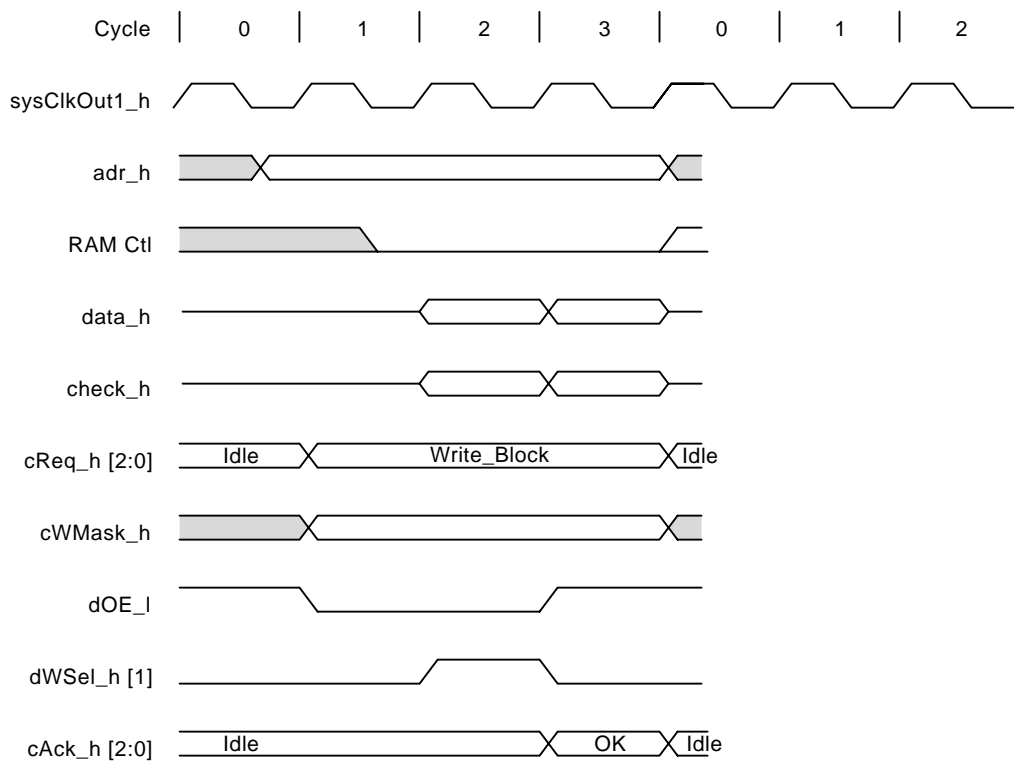 Cycle 0 1 2 3 0 1 2
sysClkOut1_h
adr_h
RAM Ctl
data_h
check_h
cReq_h [2:0] Idle Write_Block Idle
cWMask_h
dOE_l
dWSel_h [1]
cAck_h [2:0] Idle OK Idle